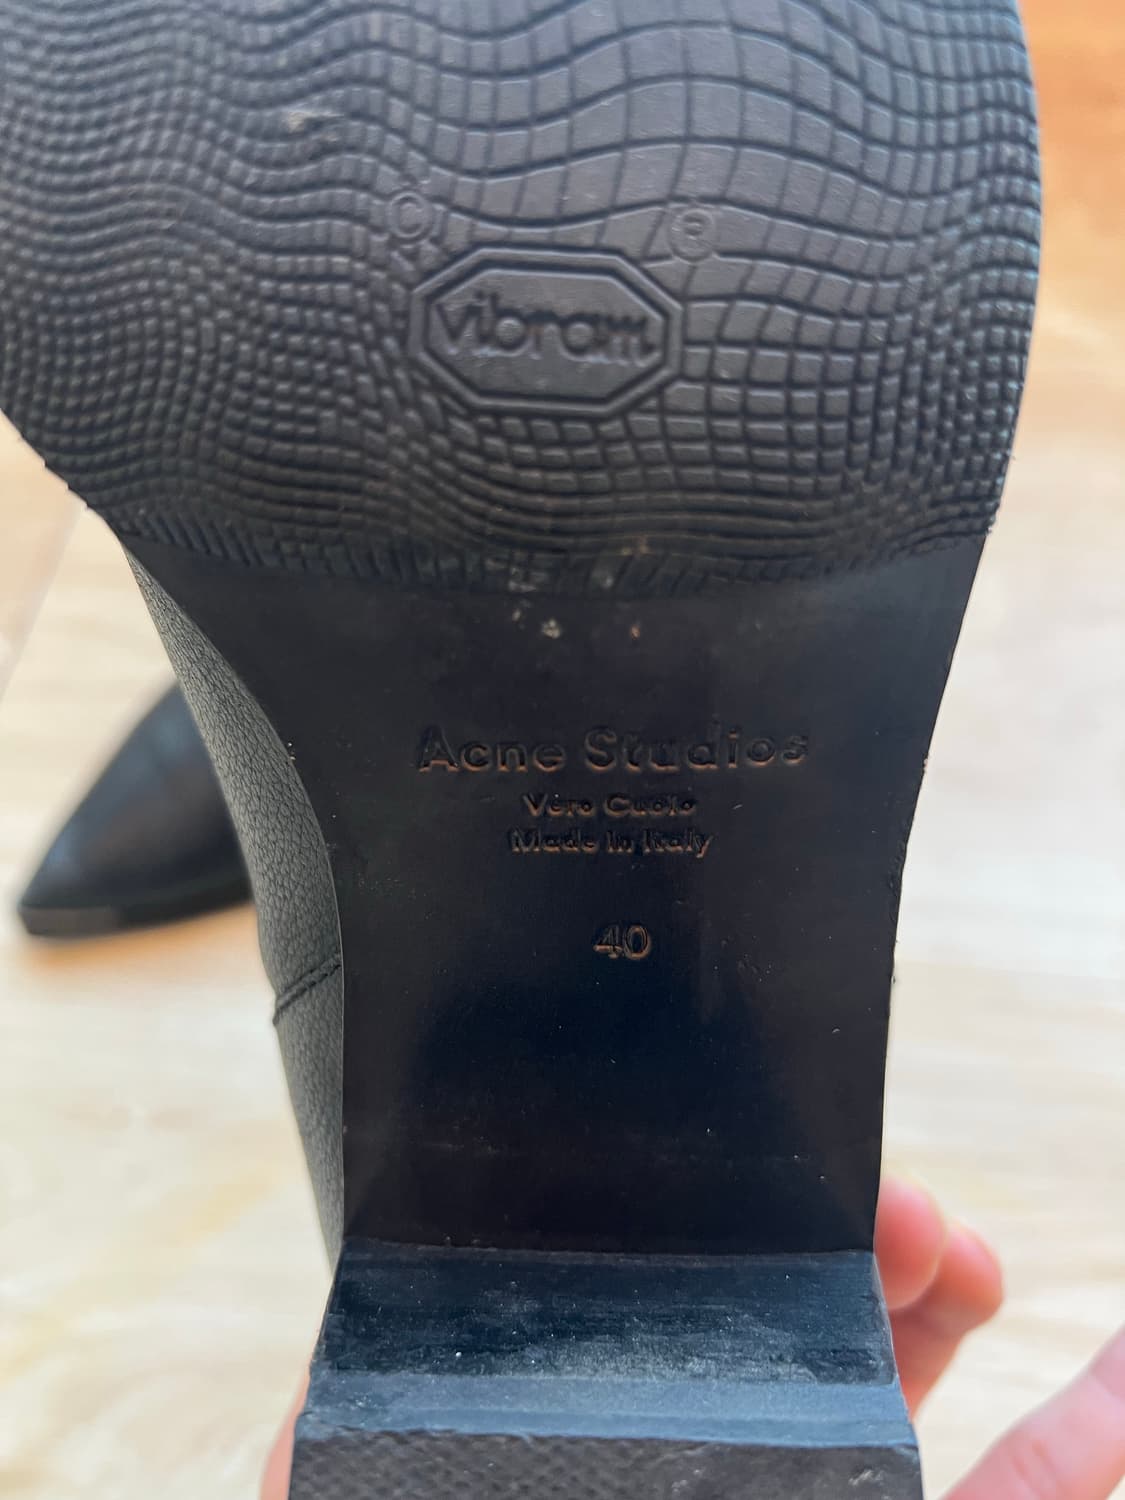 ©
®
vibram
Acne Studios
Vero Cuoio
Made In Italy
40